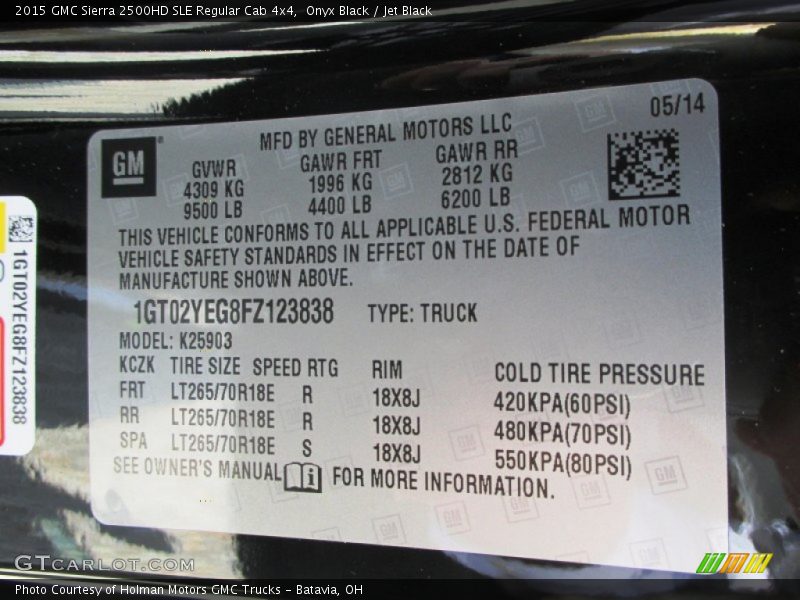 2015 GMC Sierra 2500HD SLE Regular Cab 4x4, Onyx Black / Jet Black
GM
MFD BY GENERAL MOTORS LLC
05/14
GVWR GAWR FRT GAWR RR
4309 KG 1996 KG 2812 KG
9500 LB 4400 LB 6200 LB
THIS VEHICLE CONFORMS TO ALL APPLICABLE U.S. FEDERAL MOTOR
VEHICLE SAFETY STANDARDS IN EFFECT ON THE DATE OF
MANUFACTURE SHOWN ABOVE.
1GT02YEG8FZ123838 TYPE: TRUCK
MODEL: K25903
KCZK TIRE SIZE SPEED RTG RIM COLD TIRE PRESSURE
FRT LT265/70R18E R 18X8J 420KPA(60PSI)
RR LT265/70R18E R 18X8J 480KPA(70PSI)
SPA LT265/70R18E S 18X8J 550KPA(80PSI)
SEE OWNER'S MANUAL FOR MORE INFORMATION.
1GT02YEG8FZ123838
GTCARLOT.COM
Photo Courtesy of Holman Motors GMC Trucks - Batavia, OH